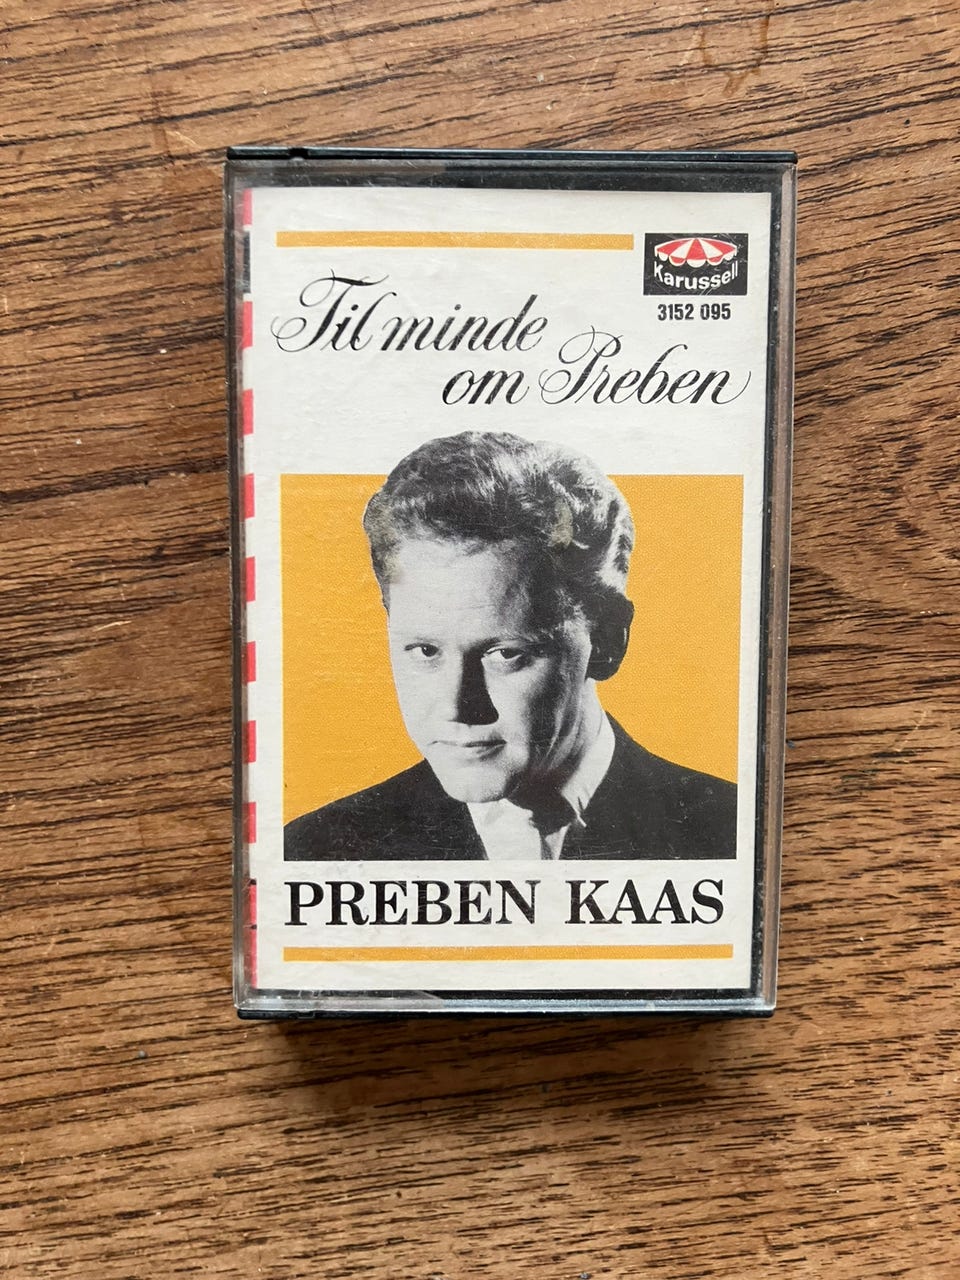 Karussell
3152 095
Til minde
om Preben
PREBEN KAAS